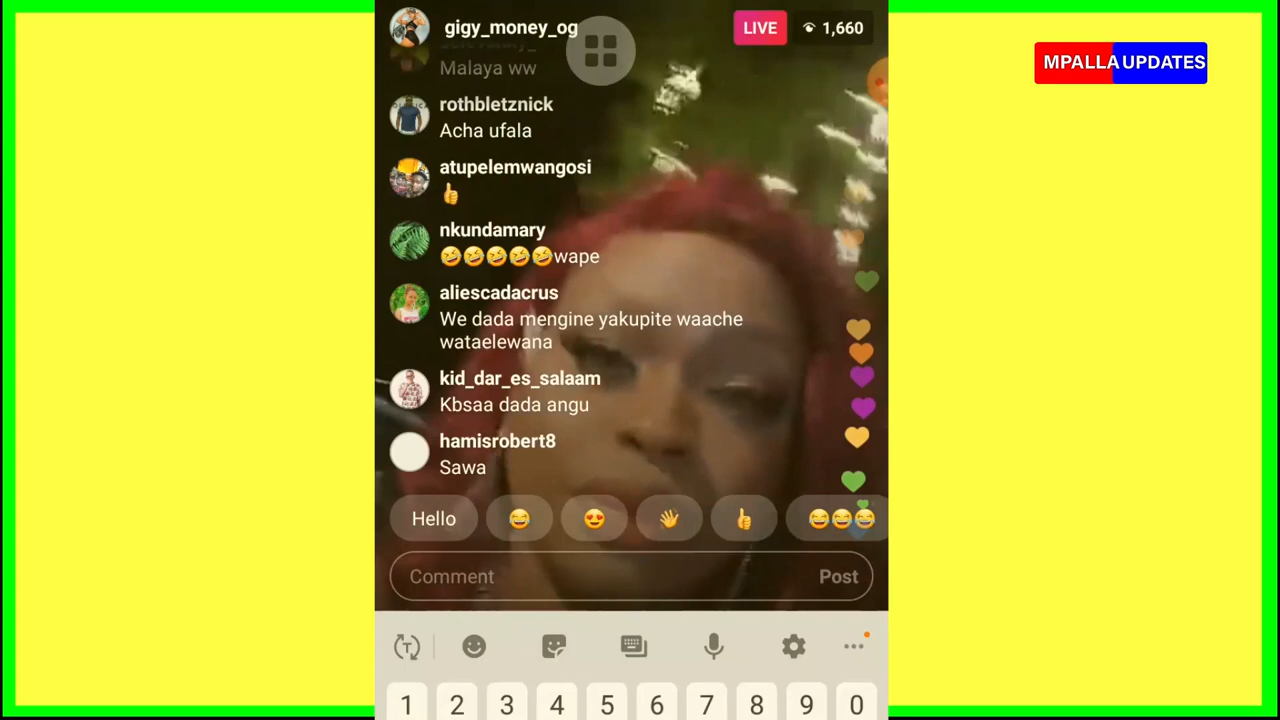 gigy_money_og
LIVE
1,660
MPALLA UPDATES
Malaya ww
rothbletznick
Acha ufala
atupelemwangosi
👍
nkundamary
🤣🤣🤣🤣🤣wape
aliescadacrus
We dada mengine yakupite waache
wataelewana
kid_dar_es_salaam
Kbsaa dada angu
hamisrobert8
Sawa
Hello 😂 😍 👋 👍 😂😂😂
Comment Post
1 2 3 4 5 6 7 8 9 0